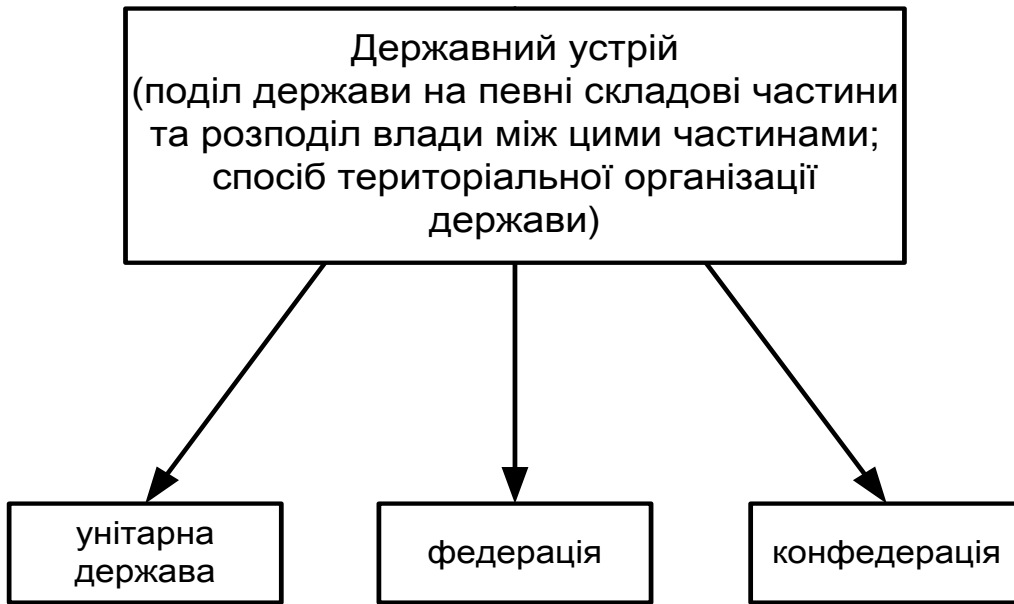 Державний устрій
(поділ держави на певні складові частини
та розподіл влади між цими частинами;
спосіб територіальної організації
держави)
унітарна
держава
федерація
конфедерація